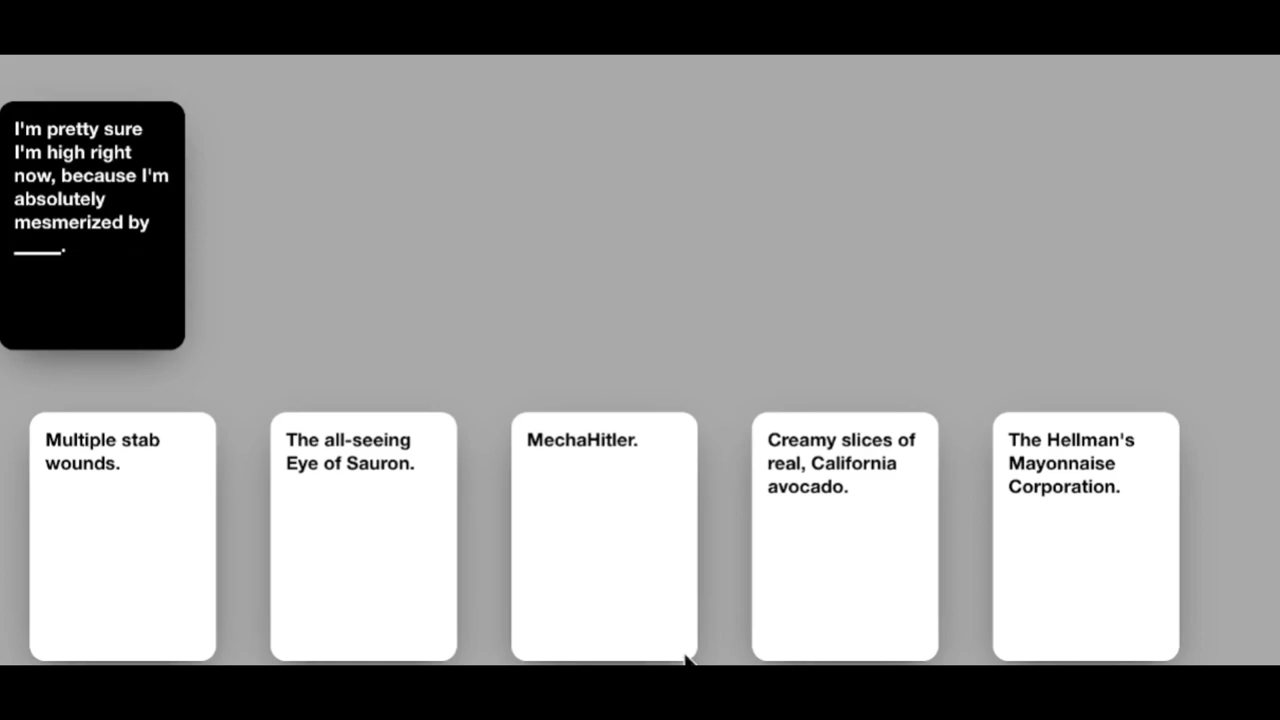 I'm pretty sure
I'm high right
now, because I'm
absolutely
mesmerized by
_____.
Multiple stab
wounds.
The all-seeing
Eye of Sauron.
MechaHitler.
Creamy slices of
real, California
avocado.
The Hellman's
Mayonnaise
Corporation.